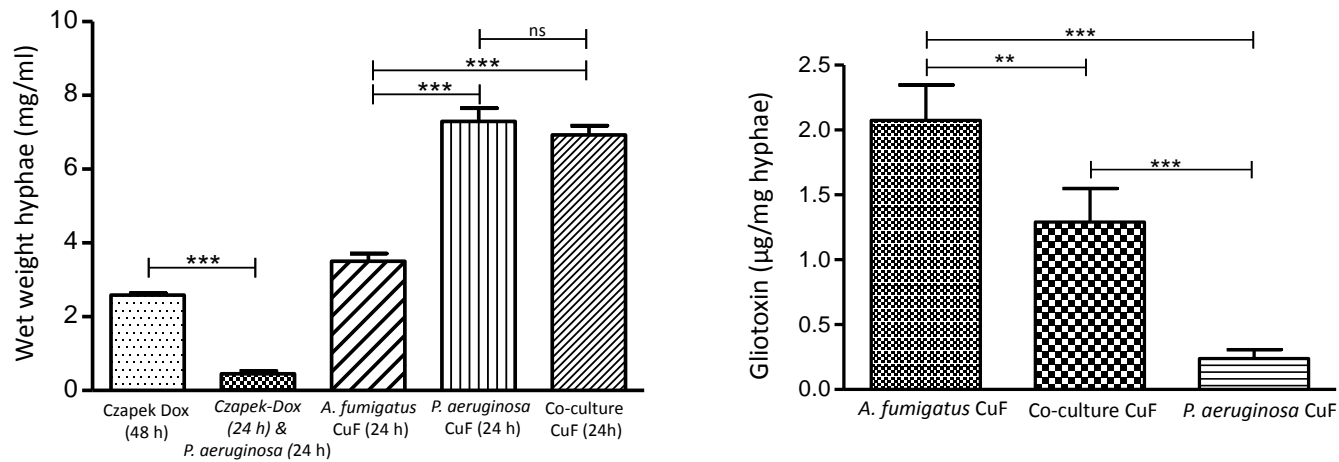 Wet weight hyphae (mg/ml)
10
8
6
4
2
0
ns
***
***
***
Czapek Dox
(48 h)
Czapek-Dox
(24 h) &
P. aeruginosa (24 h)
A. fumigatus
CuF (24 h)
P. aeruginosa
CuF (24 h)
Co-culture
CuF (24h)
Gliotoxin (µg/mg hyphae)
2.5
2.0
1.5
1.0
0.5
0.0
***
**
***
A. fumigatus CuF
Co-culture CuF
P. aeruginosa CuF